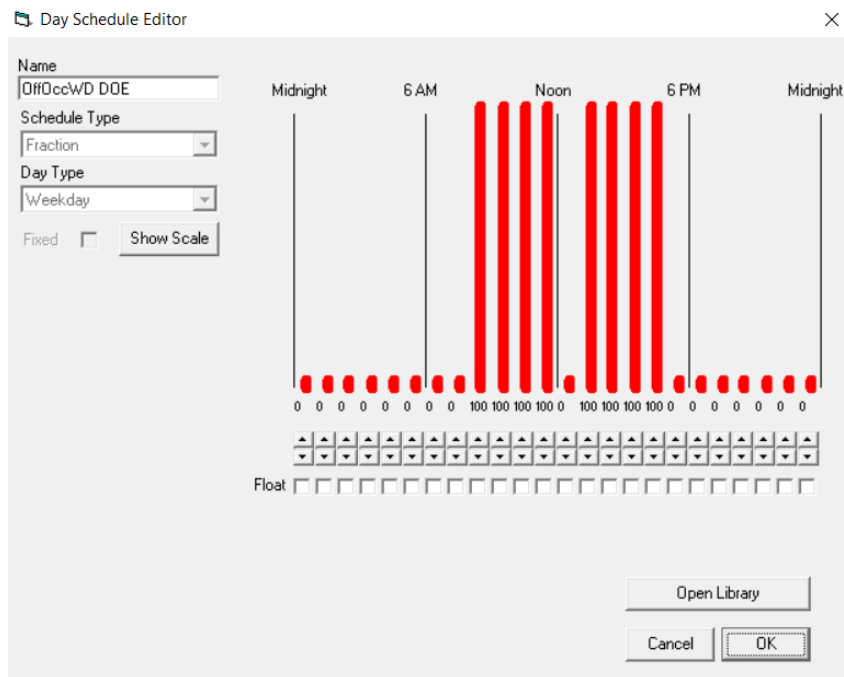 Day Schedule Editor
Name
OffOccWD DOE
Schedule Type
Fraction
Day Type
Weekday
Fixed
Show Scale
Midnight 6 AM Noon 6 PM Midnight
0 0 0 0 0 0 0 0 100 100 100 100 0 100 100 100 100 0 0 0 0 0 0 0
Float
Open Library
Cancel OK